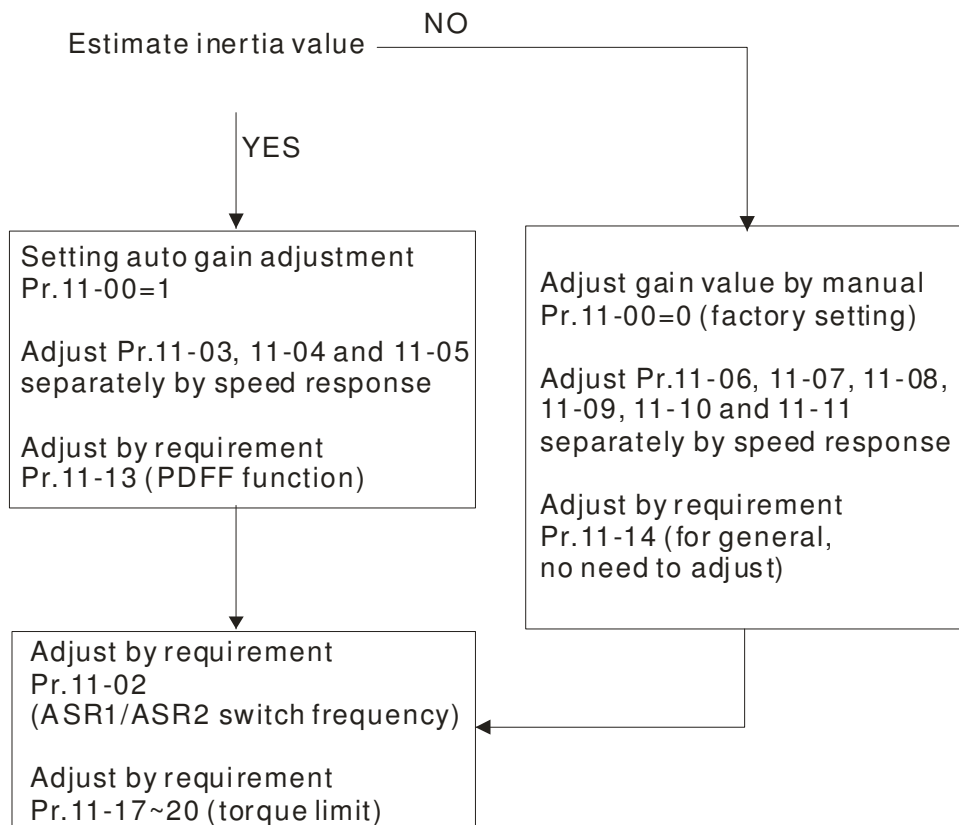 NO
Estimate inertia value
YES
Setting auto gain adjustment
Pr.11-00=1
Adjust Pr.11-03, 11-04 and 11-05
separately by speed response
Adjust by requirement
Pr.11-13 (PDFF function)
Adjust gain value by manual
Pr.11-00=0 (factory setting)
Adjust Pr.11-06, 11-07, 11-08,
11-09, 11-10 and 11-11
separately by speed response
Adjust by requirement
Pr.11-14 (for general,
no need to adjust)
Adjust by requirement
Pr.11-02
(ASR1/ASR2 switch frequency)
Adjust by requirement
Pr.11-17~20 (torque limit)